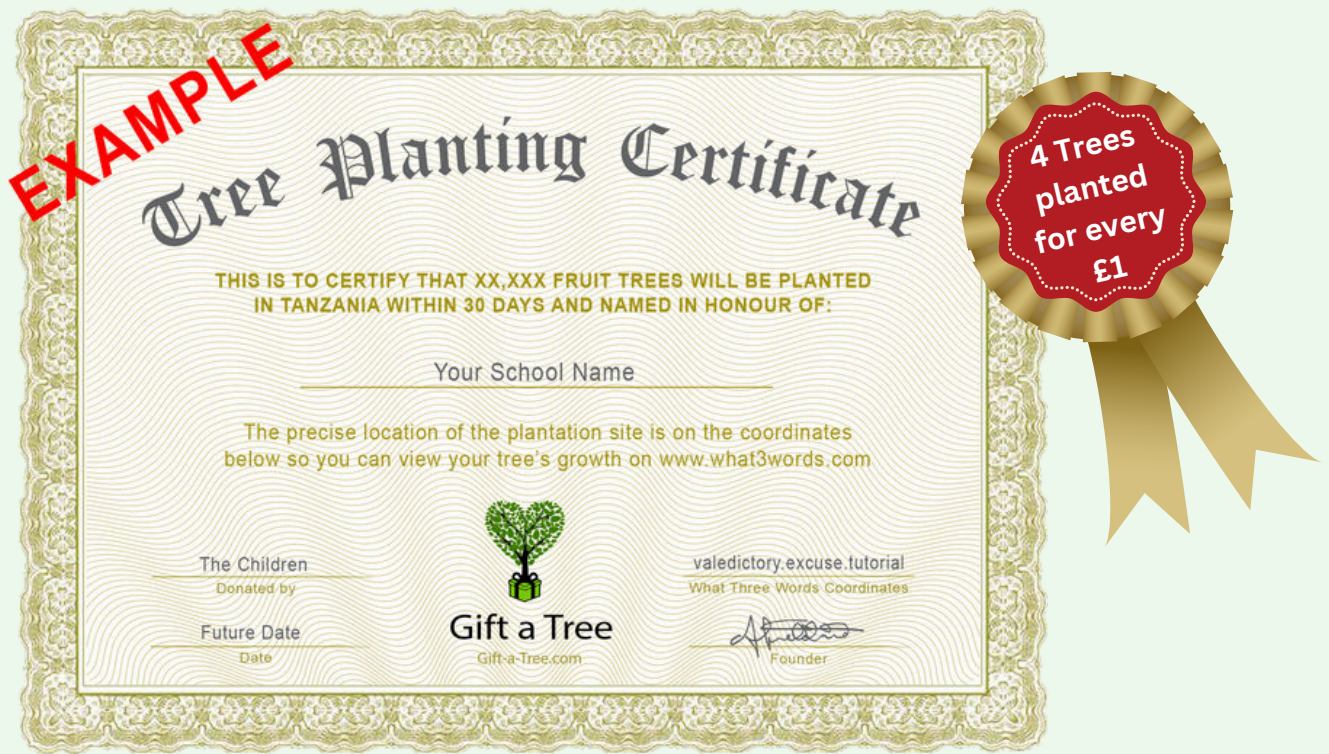 EXAMPLE
Tree Planting Certificate
THIS IS TO CERTIFY THAT XX,XXX FRUIT TREES WILL BE PLANTED
IN TANZANIA WITHIN 30 DAYS AND NAMED IN HONOUR OF:
Your School Name
The precise location of the plantation site is on the coordinates
below so you can view your tree's growth on www.what3words.com
The Children
Donated by
Future Date
Date
Gift a Tree
Gift-a-Tree.com
valedictory.excuse.tutorial
What Three Words Coordinates
Founder
4 Trees
planted
for every
£1